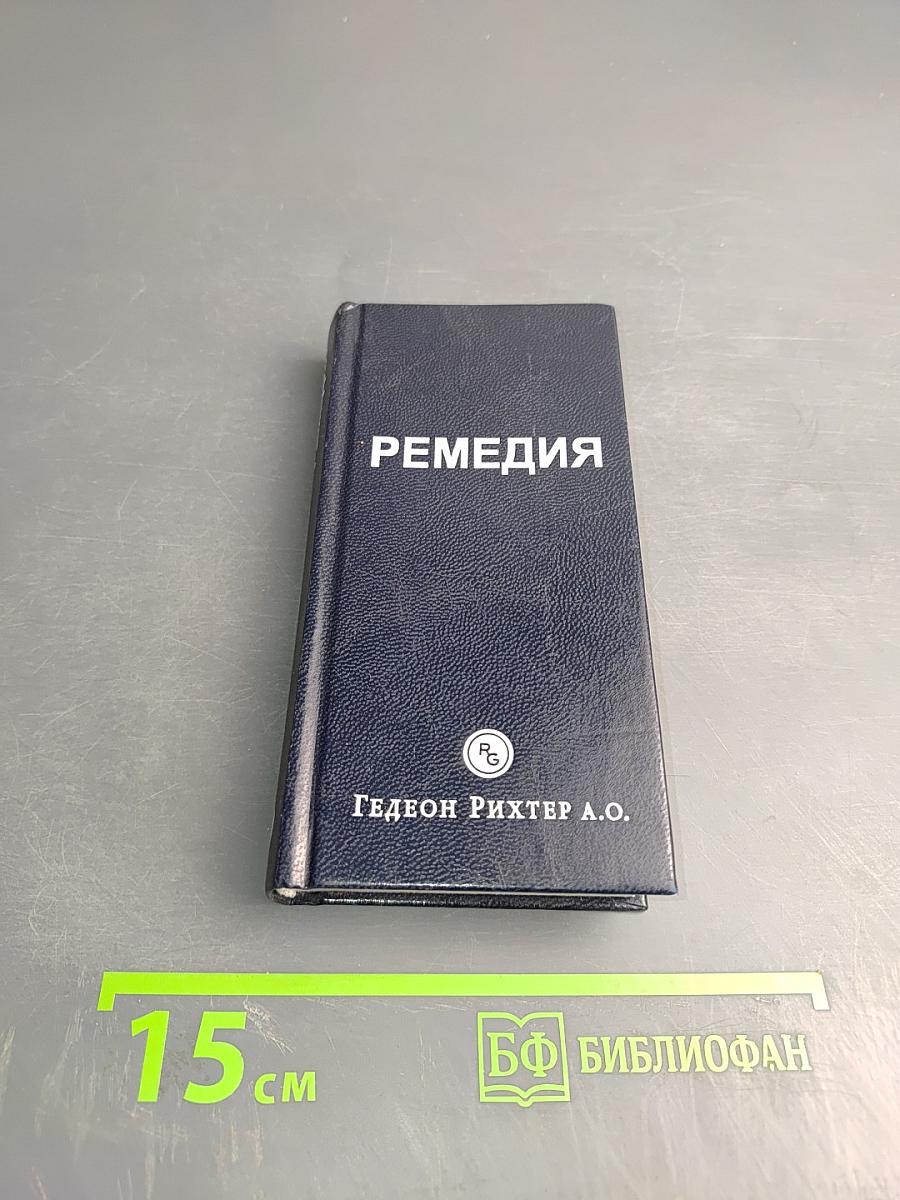 РЕМЕДИЯ
RG
ГЕДЕОН РИХТЕР А.О.
15 см
БФ БИБЛИОФАН